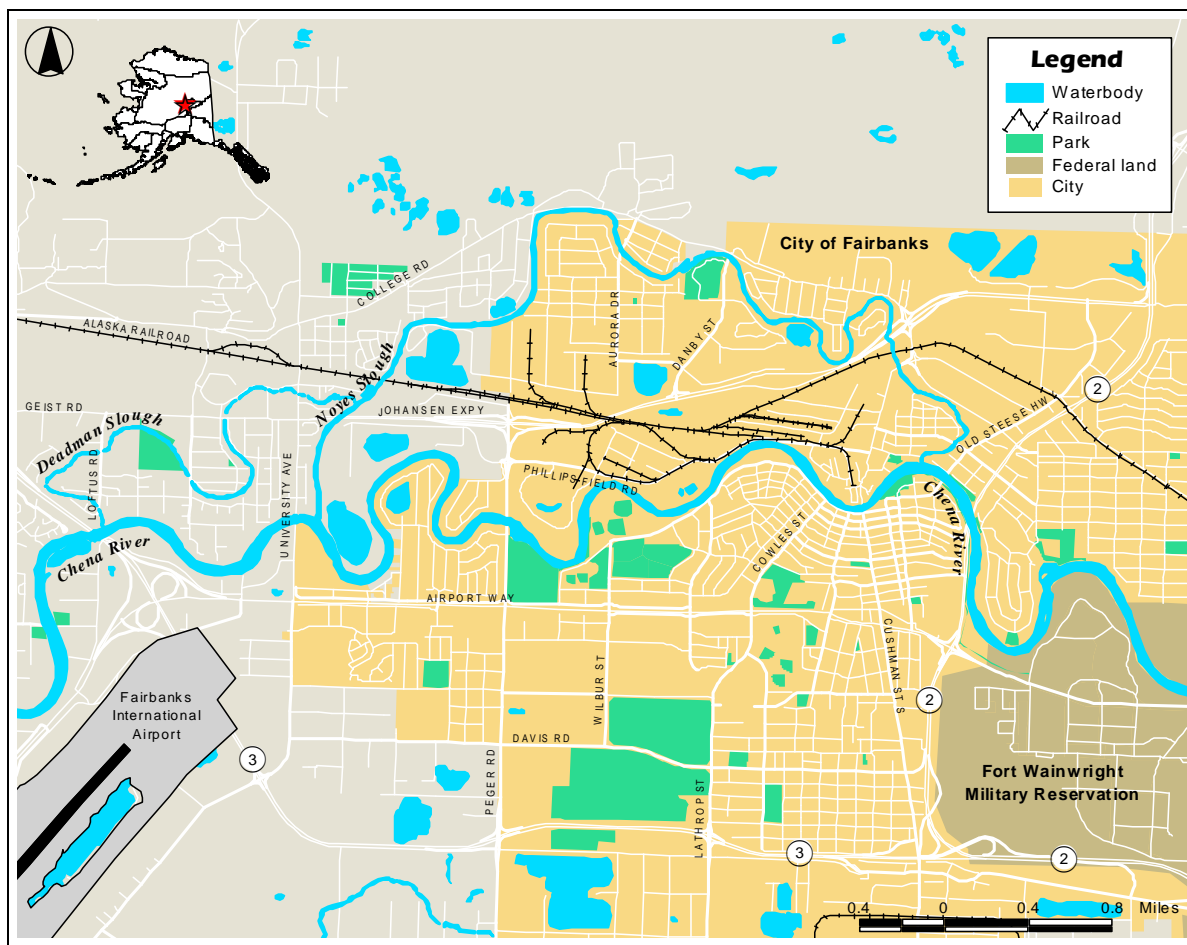 Legend
Waterbody
Railroad
Park
Federal land
City
City of Fairbanks
COLLEGE RD
ALASKA RAILROAD
AURORA DR
DANBY ST
Noyes Slough
2
GEIST RD
JOHANSEN EXPY
OLD STEESE HW
Deadman Slough
LOFTUS RD
UNIVERSITY AVE
PHILLIPS FIELD RD
Chena River
COWLES ST
Chena River
AIRPORT WAY
CUSHMAN ST S
WILBUR ST
2
Fairbanks
International
Airport
DAVIS RD
3
PEGER RD
Fort Wainwright
Military Reservation
LATHROP ST
3
2
0.4 0 0.4 0.8 Miles